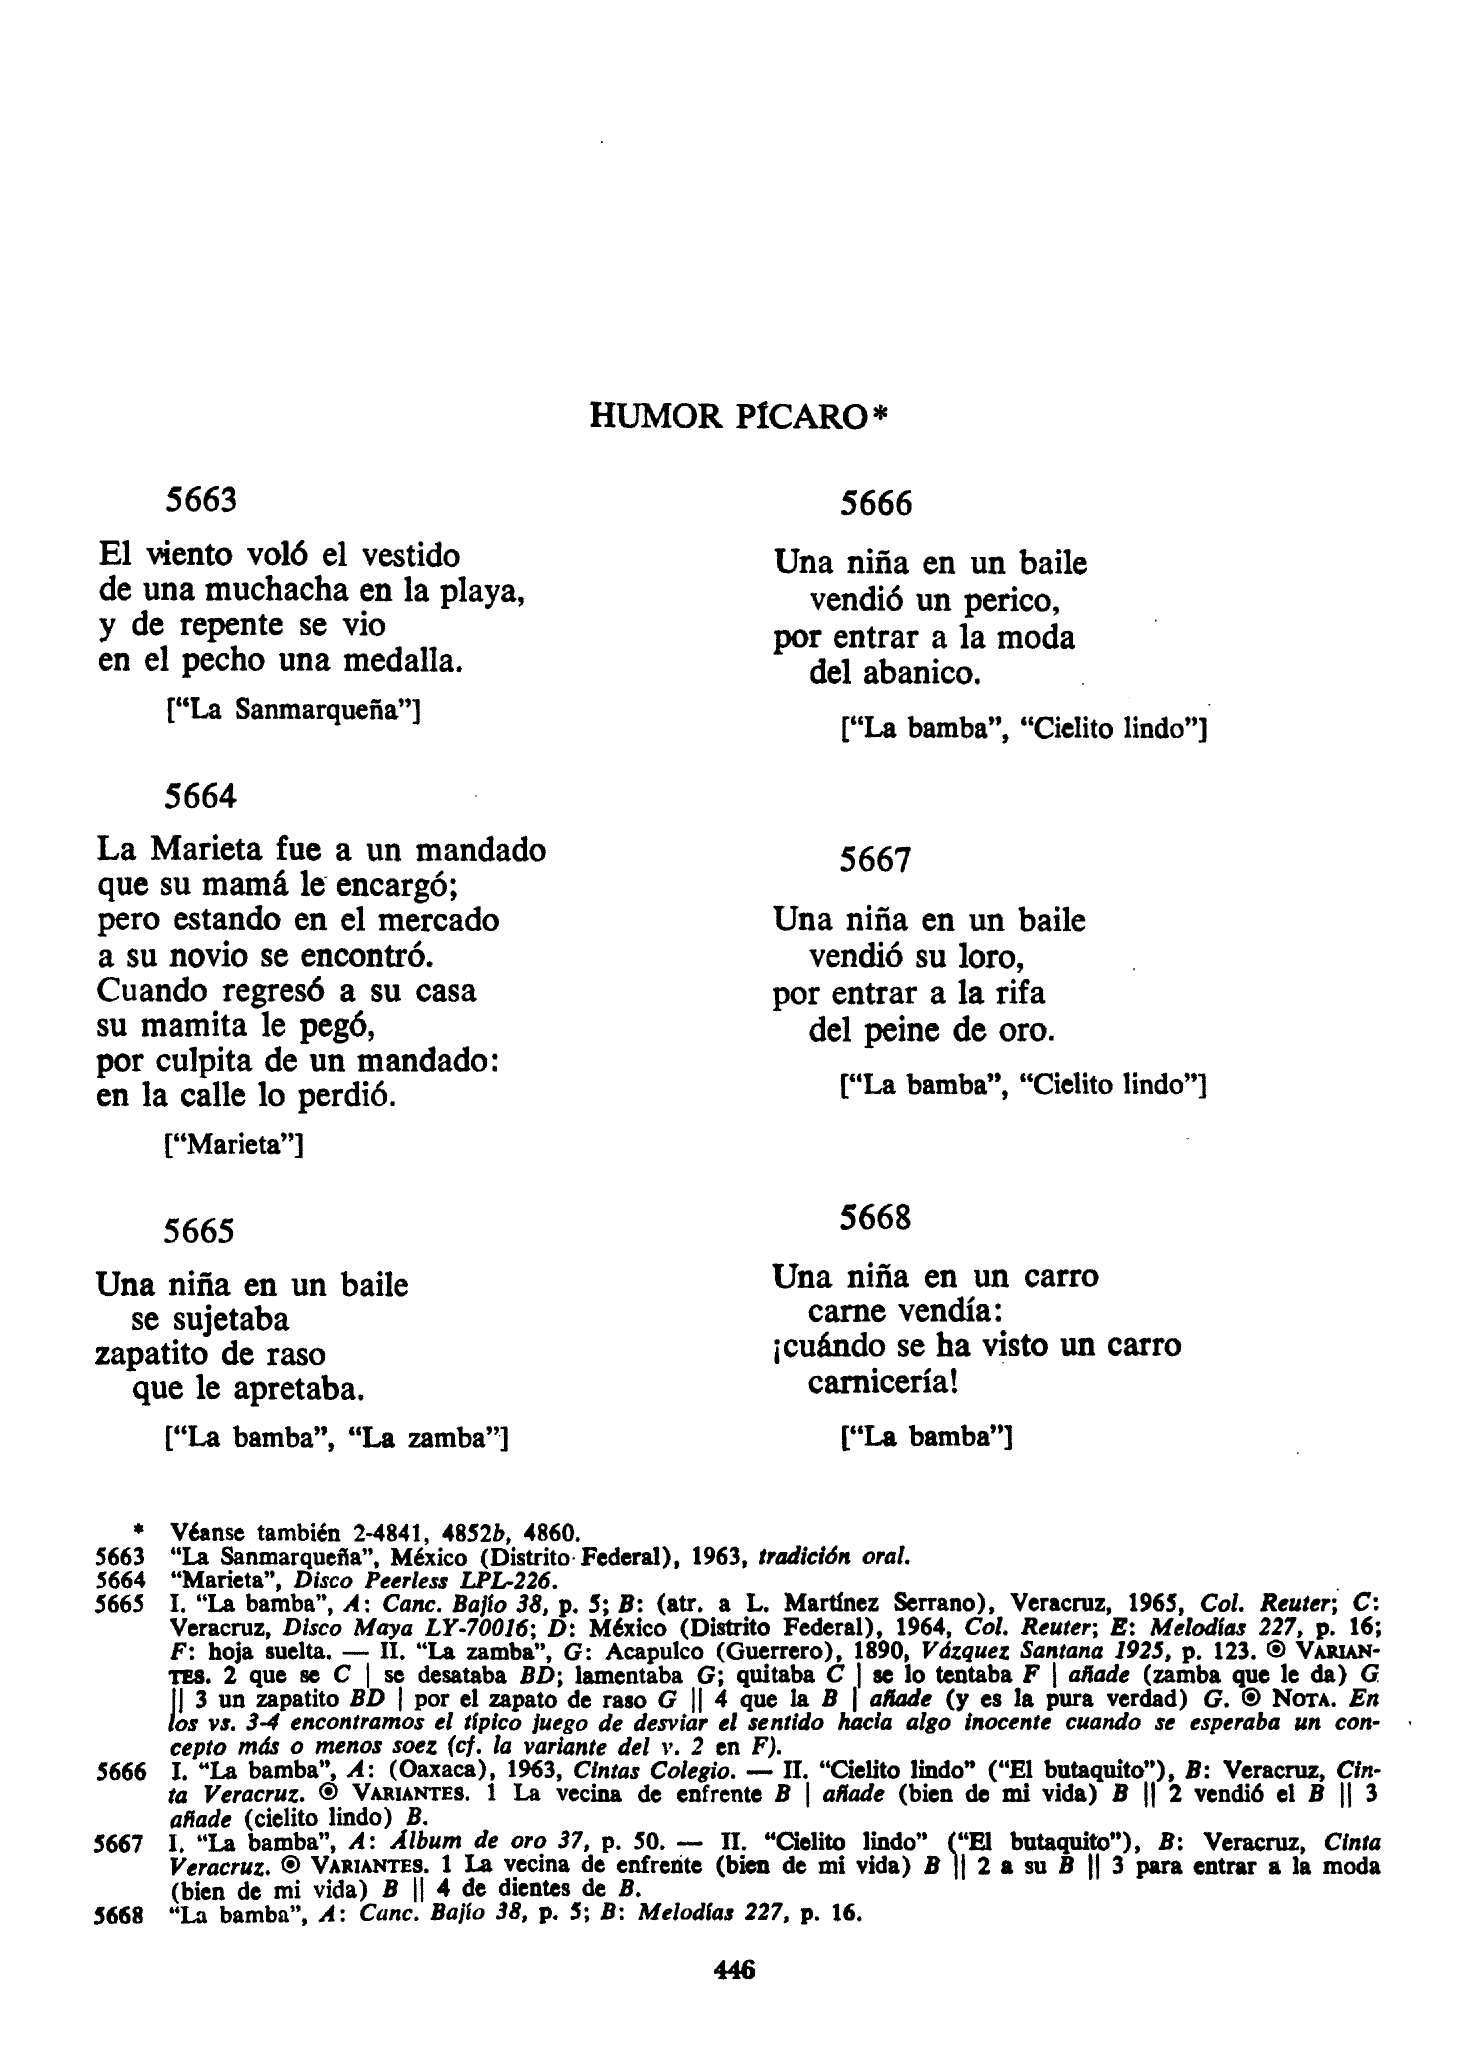 HUMOR PÍCARO*
5663
El viento voló el vestido
de una muchacha en la playa,
y de repente se vio
en el pecho una medalla.
[“La Sanmarqueña”]
5664
La Marieta fue a un mandado
que su mamá le encargó;
pero estando en el mercado
a su novio se encontró.
Cuando regresó a su casa
su mamita le pegó,
por culpita de un mandado:
en la calle lo perdió.
[“Marieta”]
5665
Una niña en un baile
se sujetaba
zapatito de raso
que le apretaba.
[“La bamba”, “La zamba”]
5666
Una niña en un baile
vendió un perico,
por entrar a la moda
del abanico.
[“La bamba”, “Cielito lindo”]
5667
Una niña en un baile
vendió su loro,
por entrar a la rifa
del peine de oro.
[“La bamba”, “Cielito lindo”]
5668
Una niña en un carro
carne vendía:
¡cuándo se ha visto un carro
carnicería!
[“La bamba”]
* Véanse también 2-4841, 4852b, 4860.
5663 “La Sanmarqueña”, México (Distrito Federal), 1963, tradición oral.
5664 “Marieta”, Disco Peerless LPL-226.
5665 I. “La bamba”, A: Canc. Bajío 38, p. 5; B: (atr. a L. Martínez Serrano), Veracruz, 1965, Col. Reuter; C:
Veracruz, Disco Maya LY-70016; D: México (Distrito Federal), 1964, Col. Reuter; E: Melodías 227, p. 16;
F: hoja suelta. — II. “La zamba”, G: Acapulco (Guerrero), 1890, Vázquez Santana 1925, p. 123. ® VARIAN-
TES. 2 que se C | se desataba BD; lamentaba G; quitaba C | se lo tentaba F | añade (zamba que le da) G
|| 3 un zapatito BD | por el zapato de raso G || 4 que la B | añade (y es la pura verdad) G. ® NOTA. En
los vs. 3-4 encontramos el típico juego de desviar el sentido hacia algo inocente cuando se esperaba un con-
cepto más o menos soez (cf. la variante del v. 2 en F).
5666 I. “La bamba”, A: (Oaxaca), 1963, Cintas Colegio. — II. “Cielito lindo” (“El butaquito”), B: Veracruz, Cin-
ta Veracruz. ® VARIANTES. 1 La vecina de enfrente B | añade (bien de mi vida) B || 2 vendió el B || 3
añade (cielito lindo) B.
5667 I. “La bamba”, A: Álbum de oro 37, p. 50. — II. “Cielito lindo” (“El butaquito”), B: Veracruz, Cinta
Veracruz. ® VARIANTES. 1 La vecina de enfrente (bien de mi vida) B || 2 a su B || 3 para entrar a la moda
(bien de mi vida) B || 4 de dientes de B.
5668 “La bamba”, A: Canc. Bajío 38, p. 5; B: Melodías 227, p. 16.
446